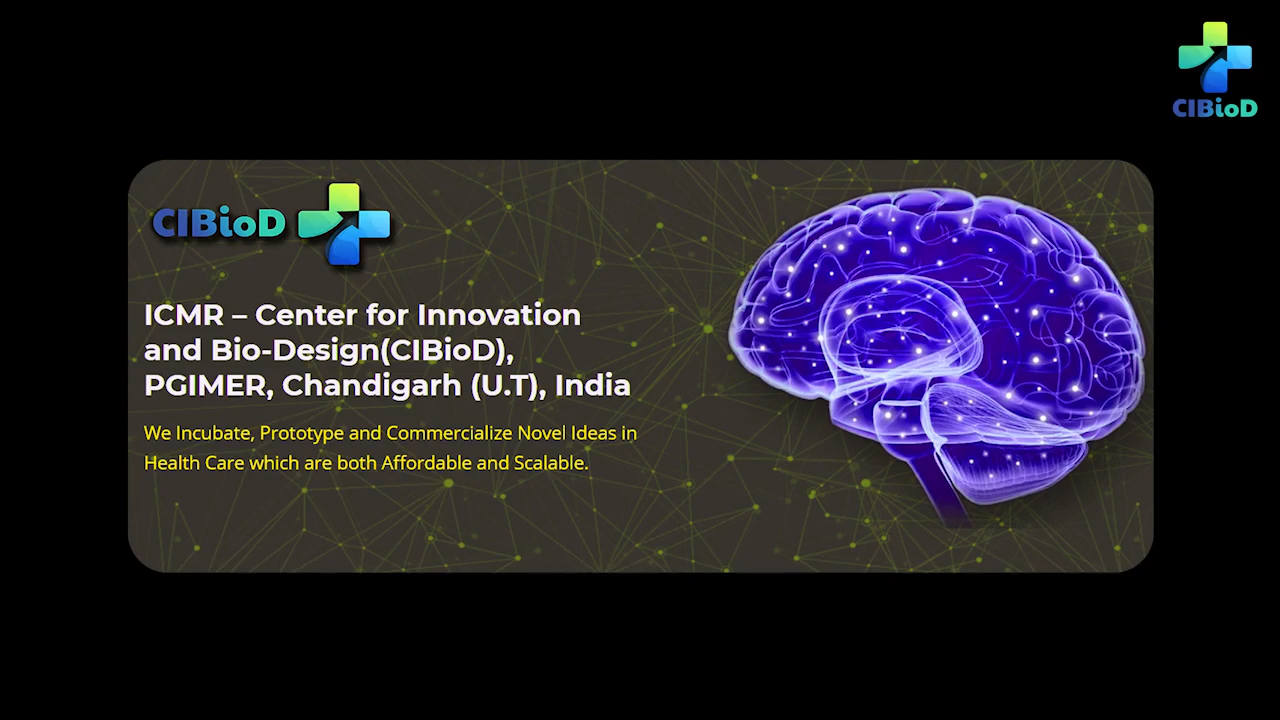 CIBioD
CIBioD
ICMR – Center for Innovation
and Bio-Design(CIBioD),
PGIMER, Chandigarh (U.T), India
We Incubate, Prototype and Commercialize Novel Ideas in
Health Care which are both Affordable and Scalable.